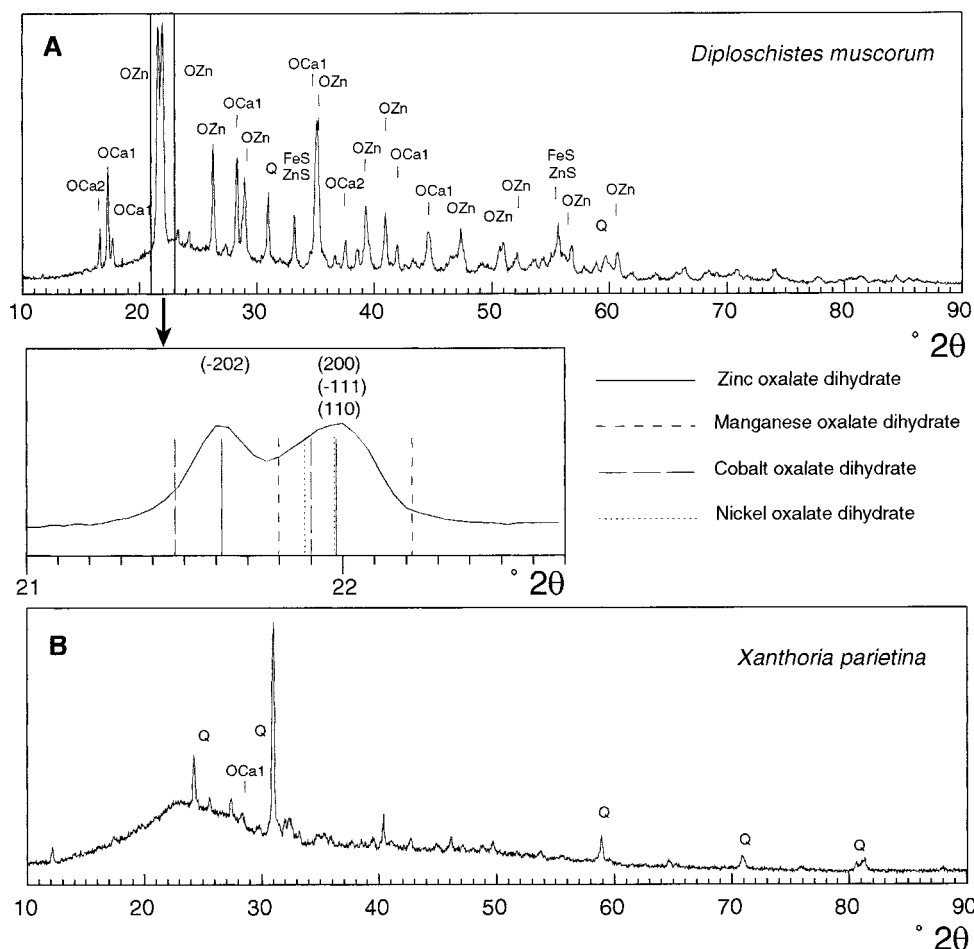 A
Diploschistes muscorum
OCa2
OCa1
OCa1
OZn
OZn
OZn
OCa1
OZn
Q
FeS
ZnS
OCa1
OZn
OCa2
OZn
OZn
OCa1
OCa1
OZn
OZn
OZn
FeS
ZnS
OZn
Q
OZn
10 20 30 40 50 60 70 80 90
° 2θ
(-202)
(200)
(-111)
(110)
21 22
° 2θ
Zinc oxalate dihydrate
Manganese oxalate dihydrate
Cobalt oxalate dihydrate
Nickel oxalate dihydrate
B
Xanthoria parietina
Q
Q
OCa1
Q
Q
Q
10 20 30 40 50 60 70 80 90
° 2θ